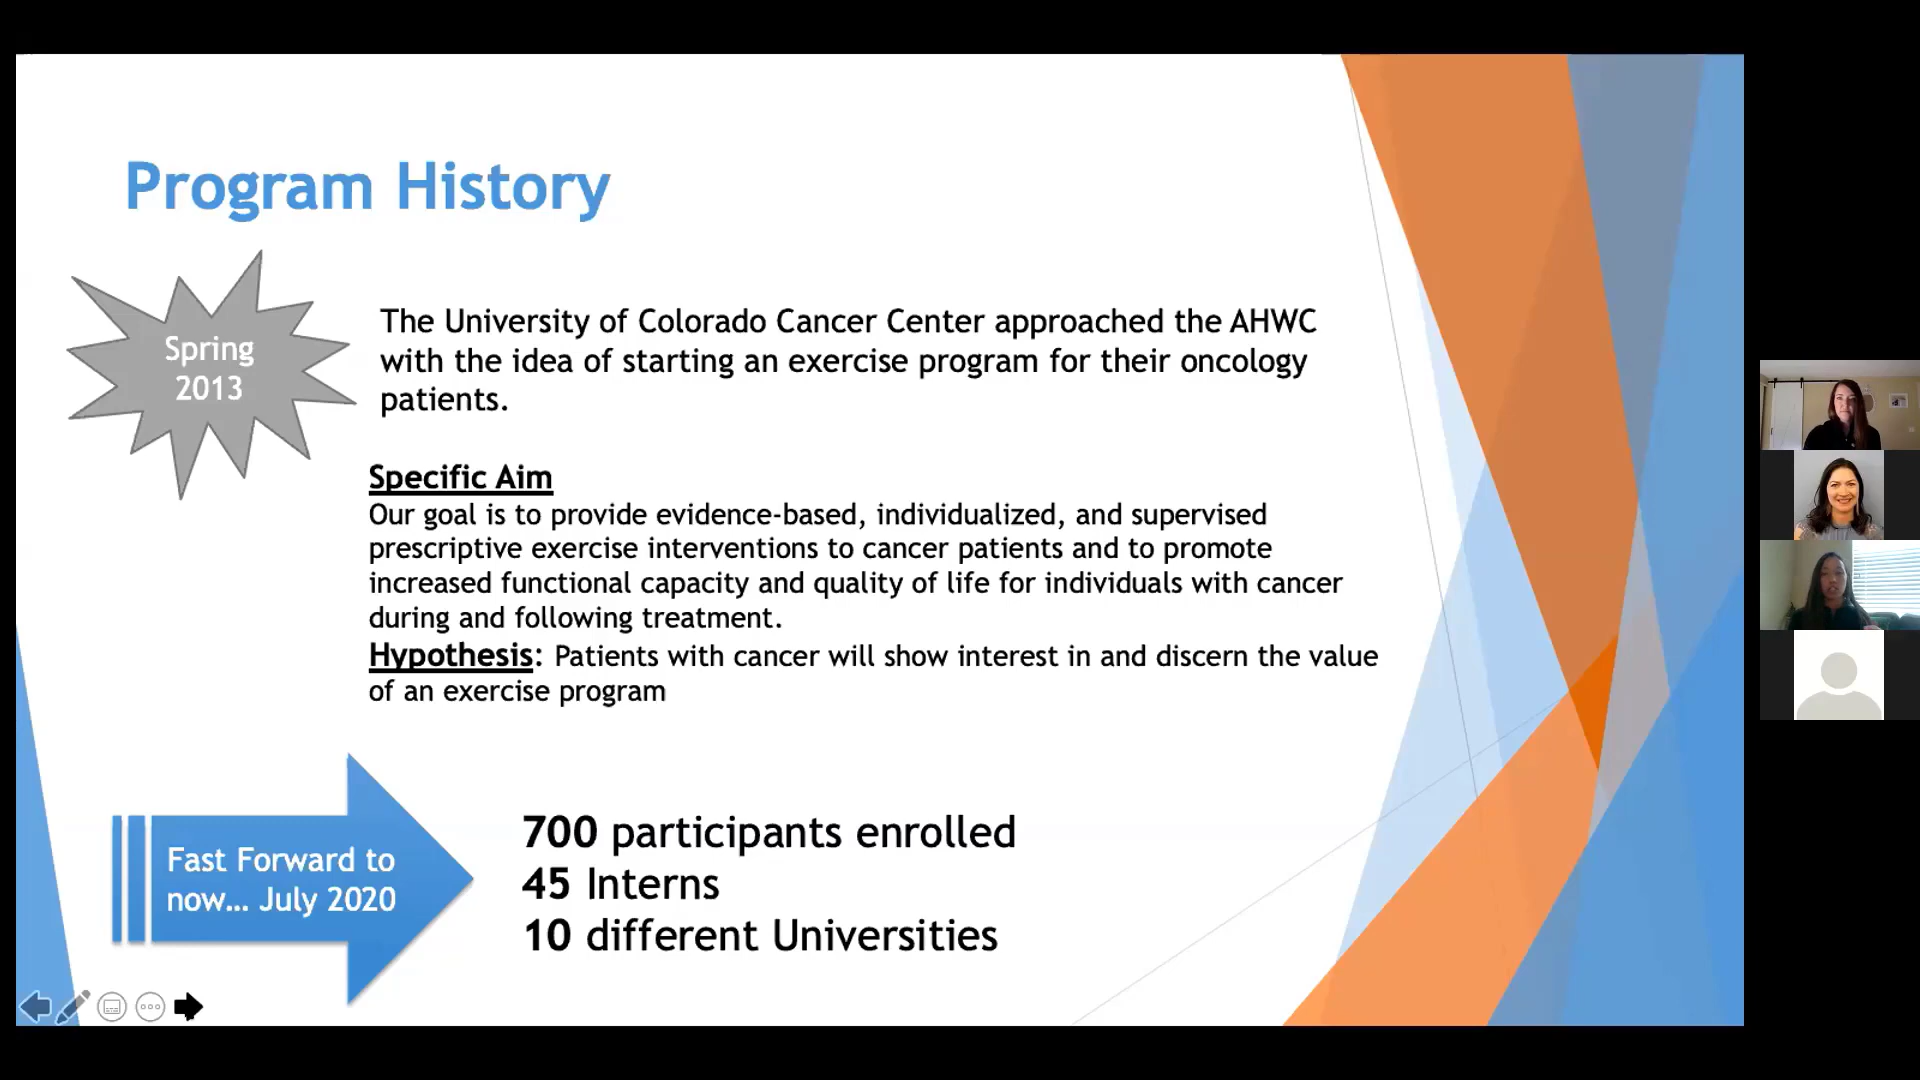 Program History
Spring
2013
The University of Colorado Cancer Center approached the AHWC
with the idea of starting an exercise program for their oncology
patients.
Specific Aim
Our goal is to provide evidence-based, individualized, and supervised
prescriptive exercise interventions to cancer patients and to promote
increased functional capacity and quality of life for individuals with cancer
during and following treatment.
Hypothesis: Patients with cancer will show interest in and discern the value
of an exercise program
Fast Forward to
now... July 2020
700 participants enrolled
45 Interns
10 different Universities